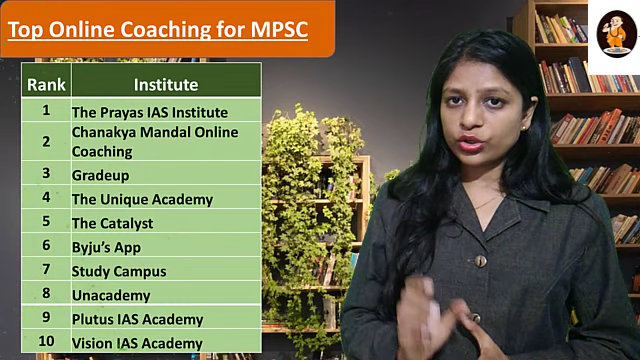 Top Online Coaching for MPSC
Rank Institute
1 The Prayas IAS Institute
2 Chanakya Mandal Online
Coaching
3 Gradeup
4 The Unique Academy
5 The Catalyst
6 Byju's App
7 Study Campus
8 Unacademy
9 Plutus IAS Academy
10 Vision IAS Academy